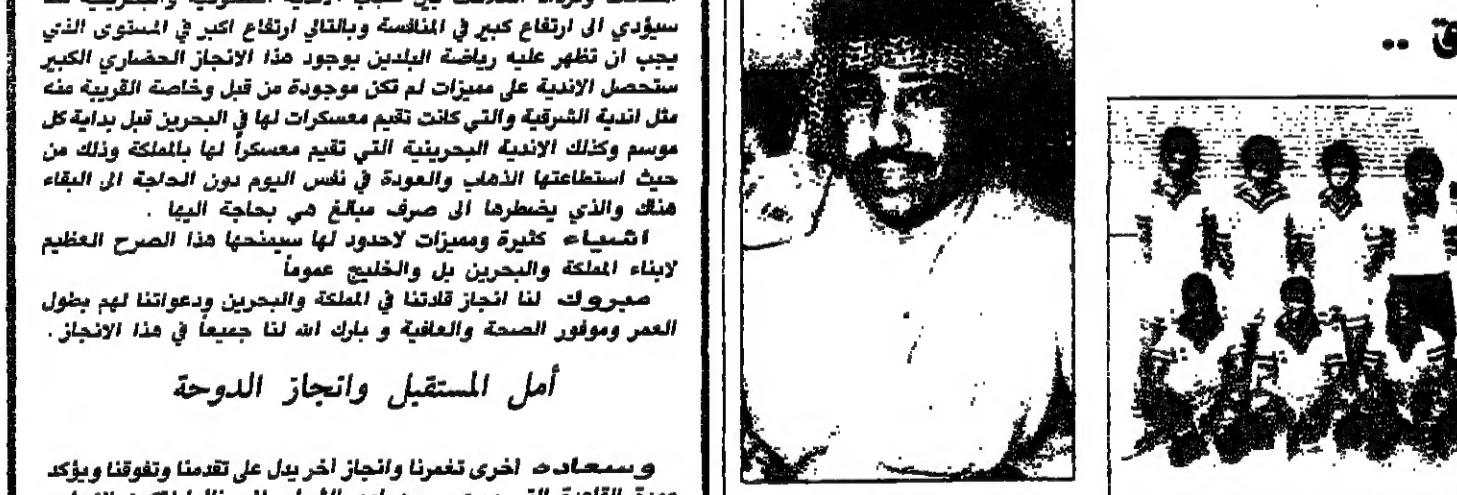 سيؤدي الى ارتفاع كبير في المنافسة وبالتالي ارتفاع اكبر في المستوى الذي
يجب ان تظهر عليه رياضة البلدين بوجود هذا الانجاز الحضاري الكبير
ستحصل الاندية على مميزات لم تكن موجودة من قبل وخاصة القريبة منه
مثل اندية الشرقية والتي كانت تقيم معسكرات لها في البحرين قبل بداية كل
موسم وكذلك الاندية البحرينية التي تقيم معسكراً لها بالمملكة وذلك من
حيث استطاعتها الذهاب والعودة في نفس اليوم دون الحاجة الى البقاء
هناك والذي يضطرها الى صرف مبالغ هي بحاجة اليها .
اشياء كثيرة ومميزات لاحدود لها سيمنحها هذا الصرح العظيم
لابناء المملكة والبحرين بل والخليج عموماً
مبروك لنا انجاز قادتنا في المملكة والبحرين ودعواتنا لهم بطول
العمر وموفور الصحة والعافية و بارك الله لنا جميعاً في هذا الانجاز .
أمل المستقبل وانجاز الدوحة
وسعادة اخرى تغمرنا وانجاز اخر يدل على تقدمنا وتفوقنا ويؤكد